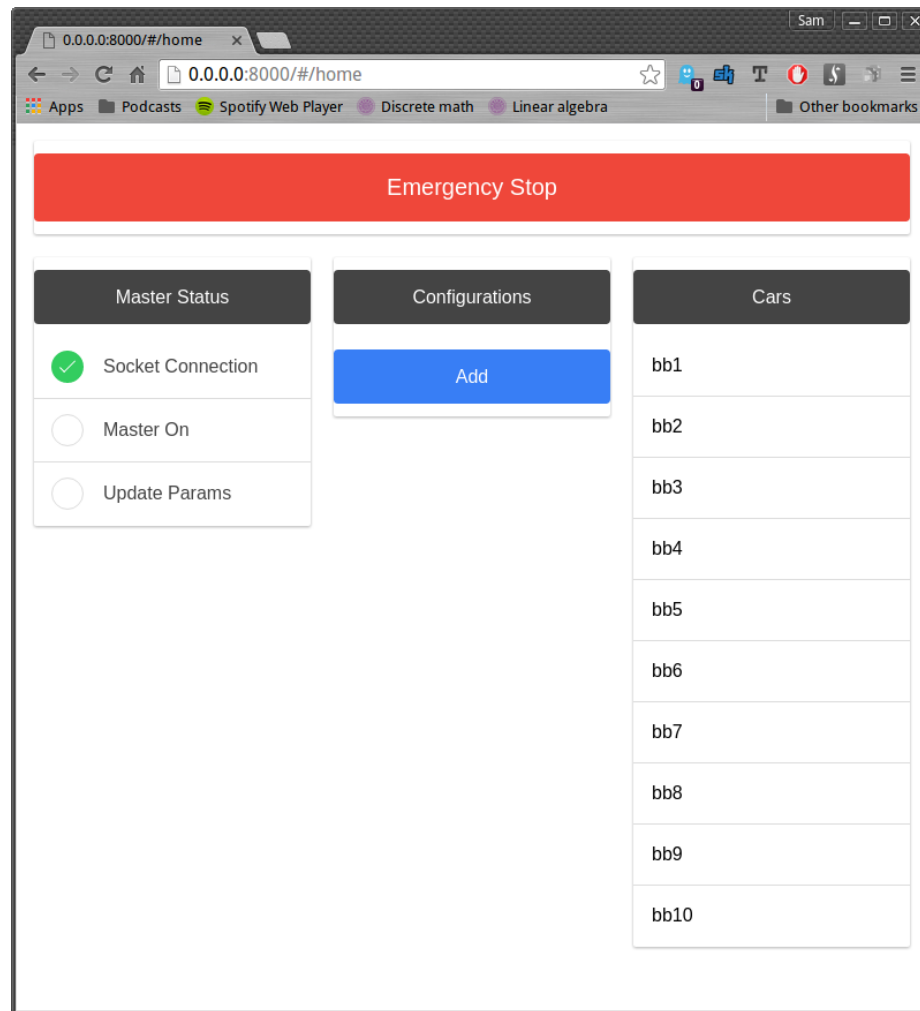 Sam
0.0.0.0:8000/#/home
0.0.0.0:8000/#/home
0
T
Apps
Podcasts
Spotify Web Player
Discrete math
Linear algebra
Other bookmarks
Emergency Stop
Master Status
Socket Connection
Master On
Update Params
Configurations
Add
Cars
bb1
bb2
bb3
bb4
bb5
bb6
bb7
bb8
bb9
bb10